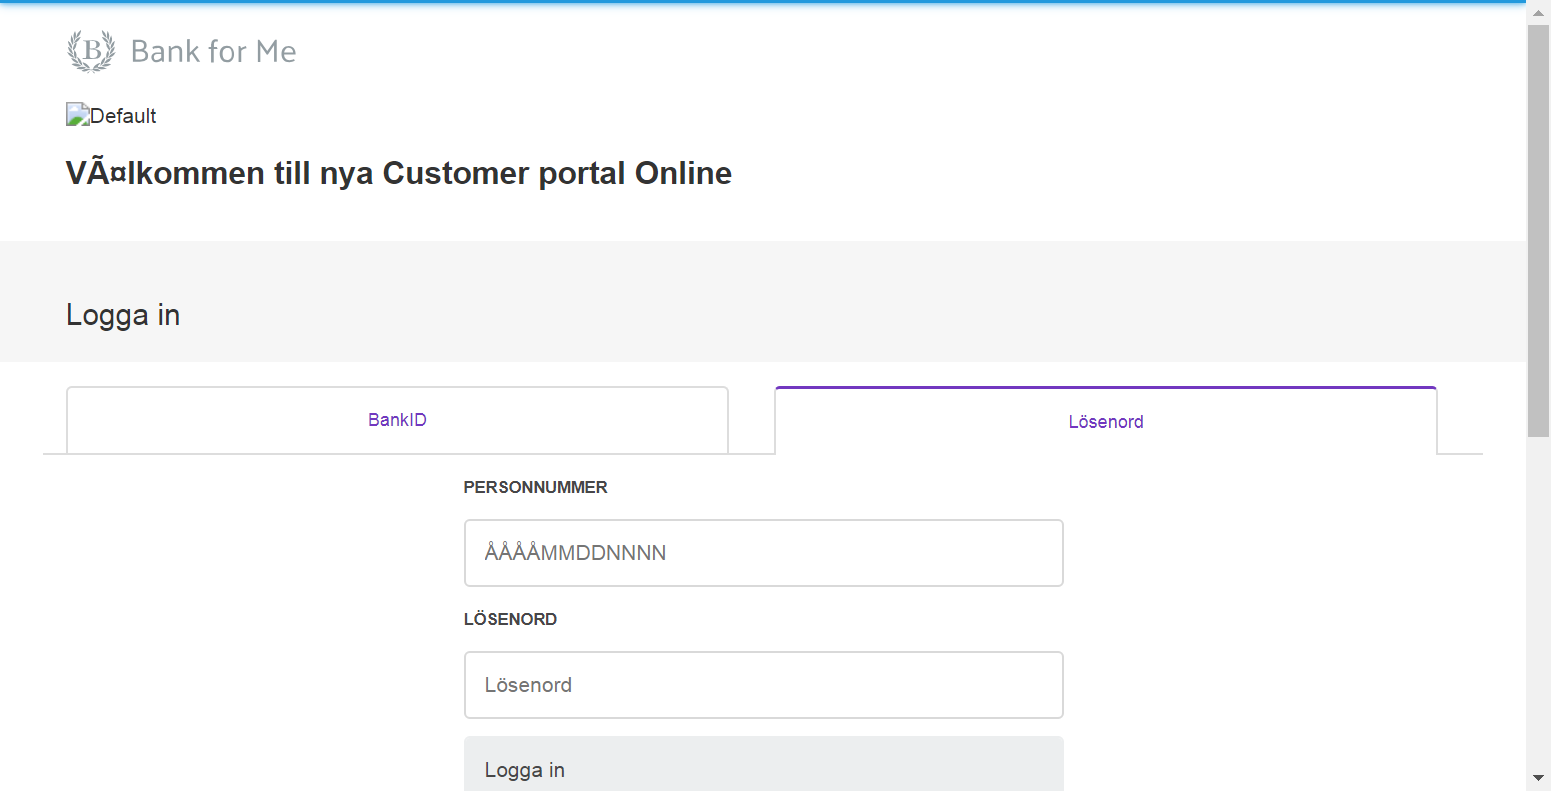 B Bank for Me
Default
VÃ¤lkommen till nya Customer portal Online
Logga in
BankID
Lösenord
PERSONNUMMER
ÅÅÅÅMMDDNNNN
LÖSENORD
Lösenord
Logga in